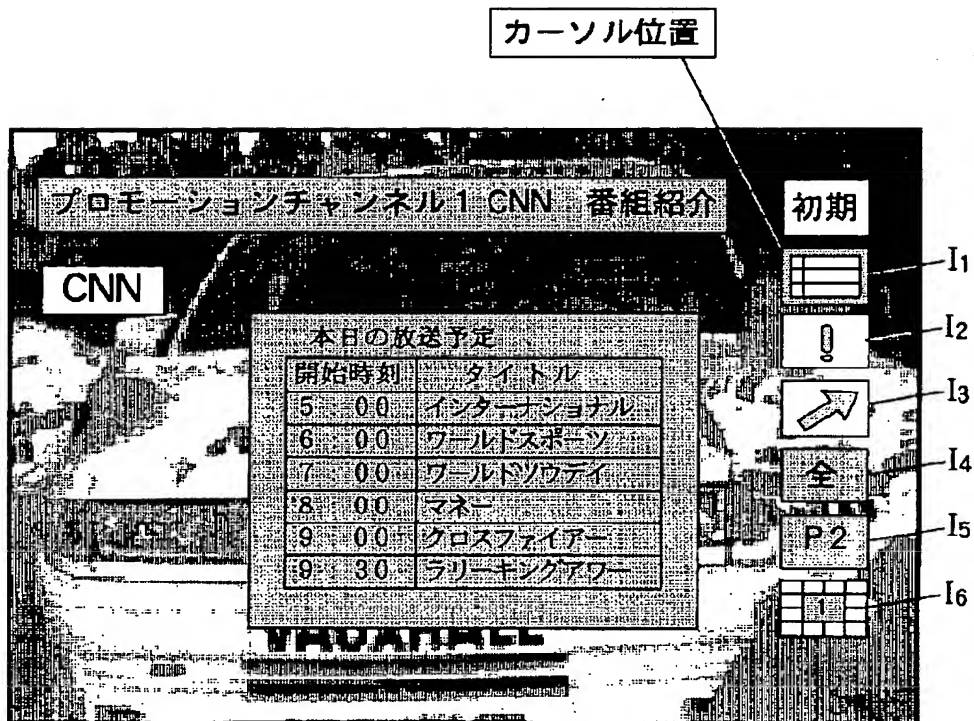 カーソル位置
プロモーションチャンネル1 CNN 番組紹介
初期
CNN
I1
I2
I3
I4
I5
I6
全
P2
1
本日の放送予定
開始時刻 タイトル
5:00 インターナショナル
6:00 ワールドスポーツ
7:00 ワールドツウデイ
8:00 マネー
9:00 クロスファイアー
9:30 ラリーキングアワー
VAUXHALL